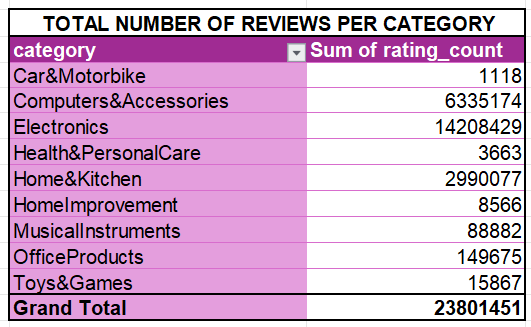 TOTAL NUMBER OF REVIEWS PER CATEGORY
category Sum of rating_count
Car&Motorbike 1118
Computers&Accessories 6335174
Electronics 14208429
Health&PersonalCare 3663
Home&Kitchen 2990077
HomeImprovement 8566
MusicalInstruments 88882
OfficeProducts 149675
Toys&Games 15867
Grand Total 23801451